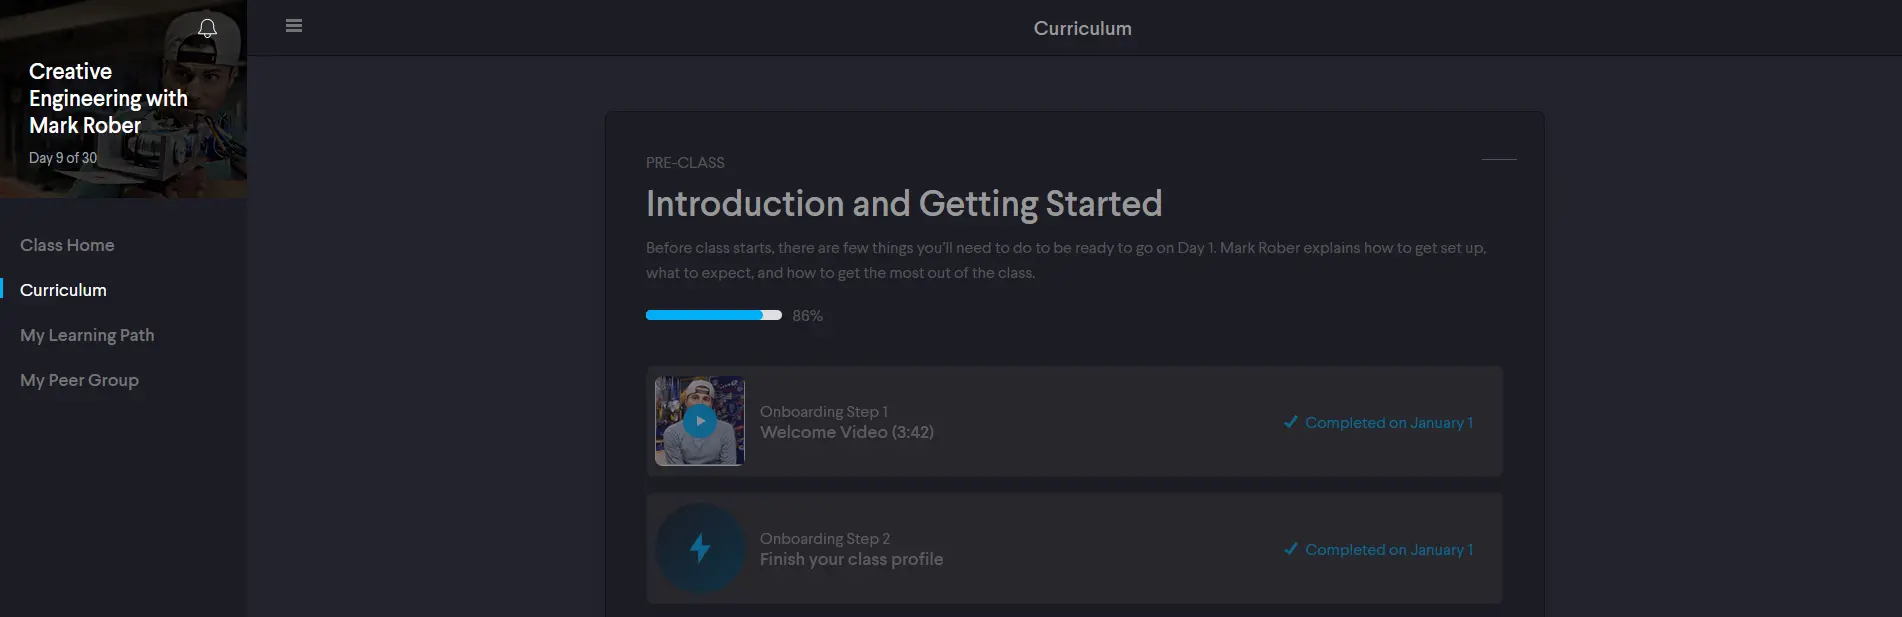 Creative
Engineering with
Mark Rober
Day 9 of 30
Class Home
Curriculum
My Learning Path
My Peer Group
Curriculum
PRE-CLASS
Introduction and Getting Started
Before class starts, there are few things you'll need to do to be ready to go on Day 1. Mark Rober explains how to get set up,
what to expect, and how to get the most out of the class.
86%
Onboarding Step 1
Welcome Video (3:42)
Completed on January 1
Onboarding Step 2
Finish your class profile
Completed on January 1